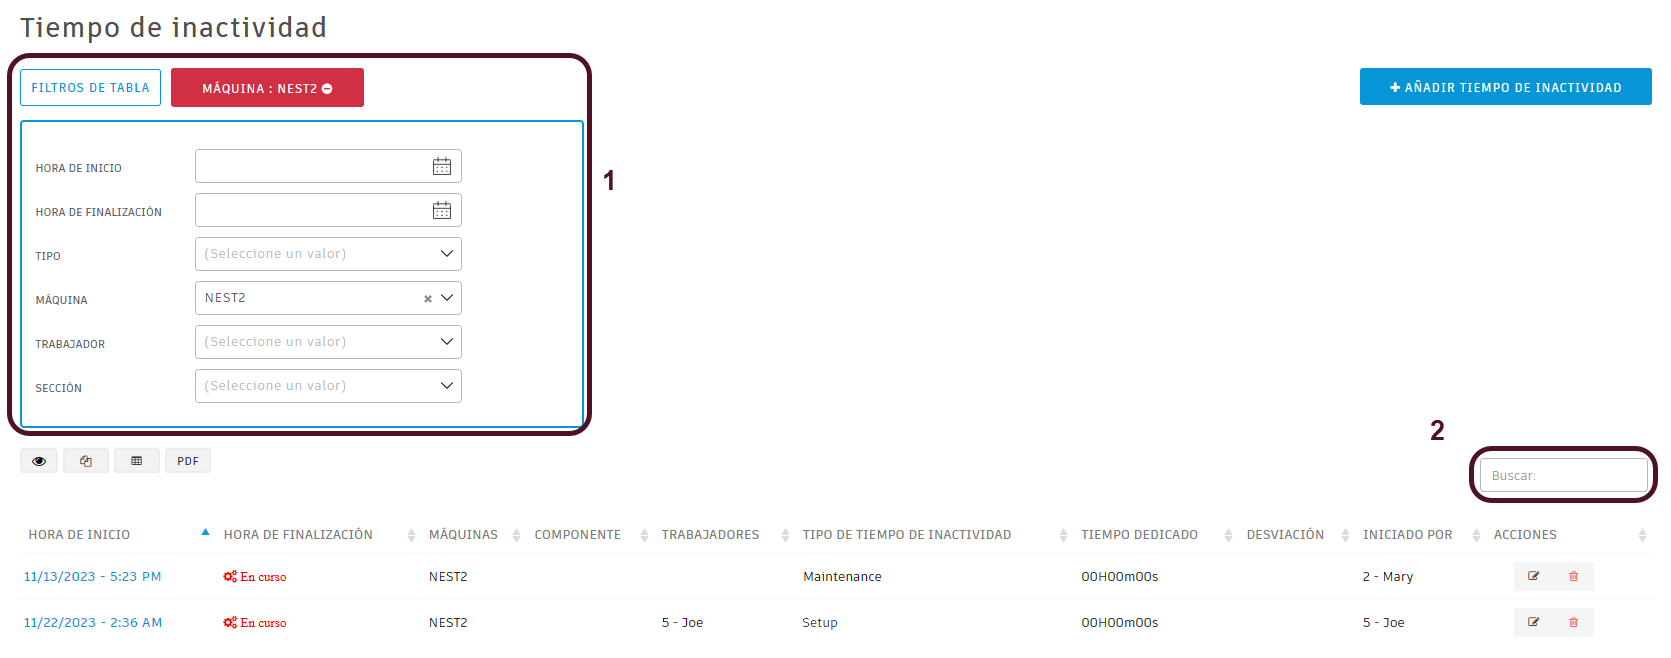 Tiempo de inactividad
FILTROS DE TABLA MÁQUINA : NEST2
AÑADIR TIEMPO DE INACTIVIDAD
HORA DE INICIO
1
HORA DE FINALIZACIÓN
TIPO (Seleccione un valor)
MÁQUINA NEST2
TRABAJADOR (Seleccione un valor)
SECCIÓN (Seleccione un valor)
2
PDF
Buscar:
HORA DE INICIO HORA DE FINALIZACIÓN MÁQUINAS COMPONENTE TRABAJADORES TIPO DE TIEMPO DE INACTIVIDAD TIEMPO DEDICADO DESVIACIÓN INICIADO POR ACCIONES
11/13/2023 - 5:23 PM En curso NEST2 Maintenance 00H00m00s 2 - Mary
11/22/2023 - 2:36 AM En curso NEST2 5 - Joe Setup 00H00m00s 5 - Joe